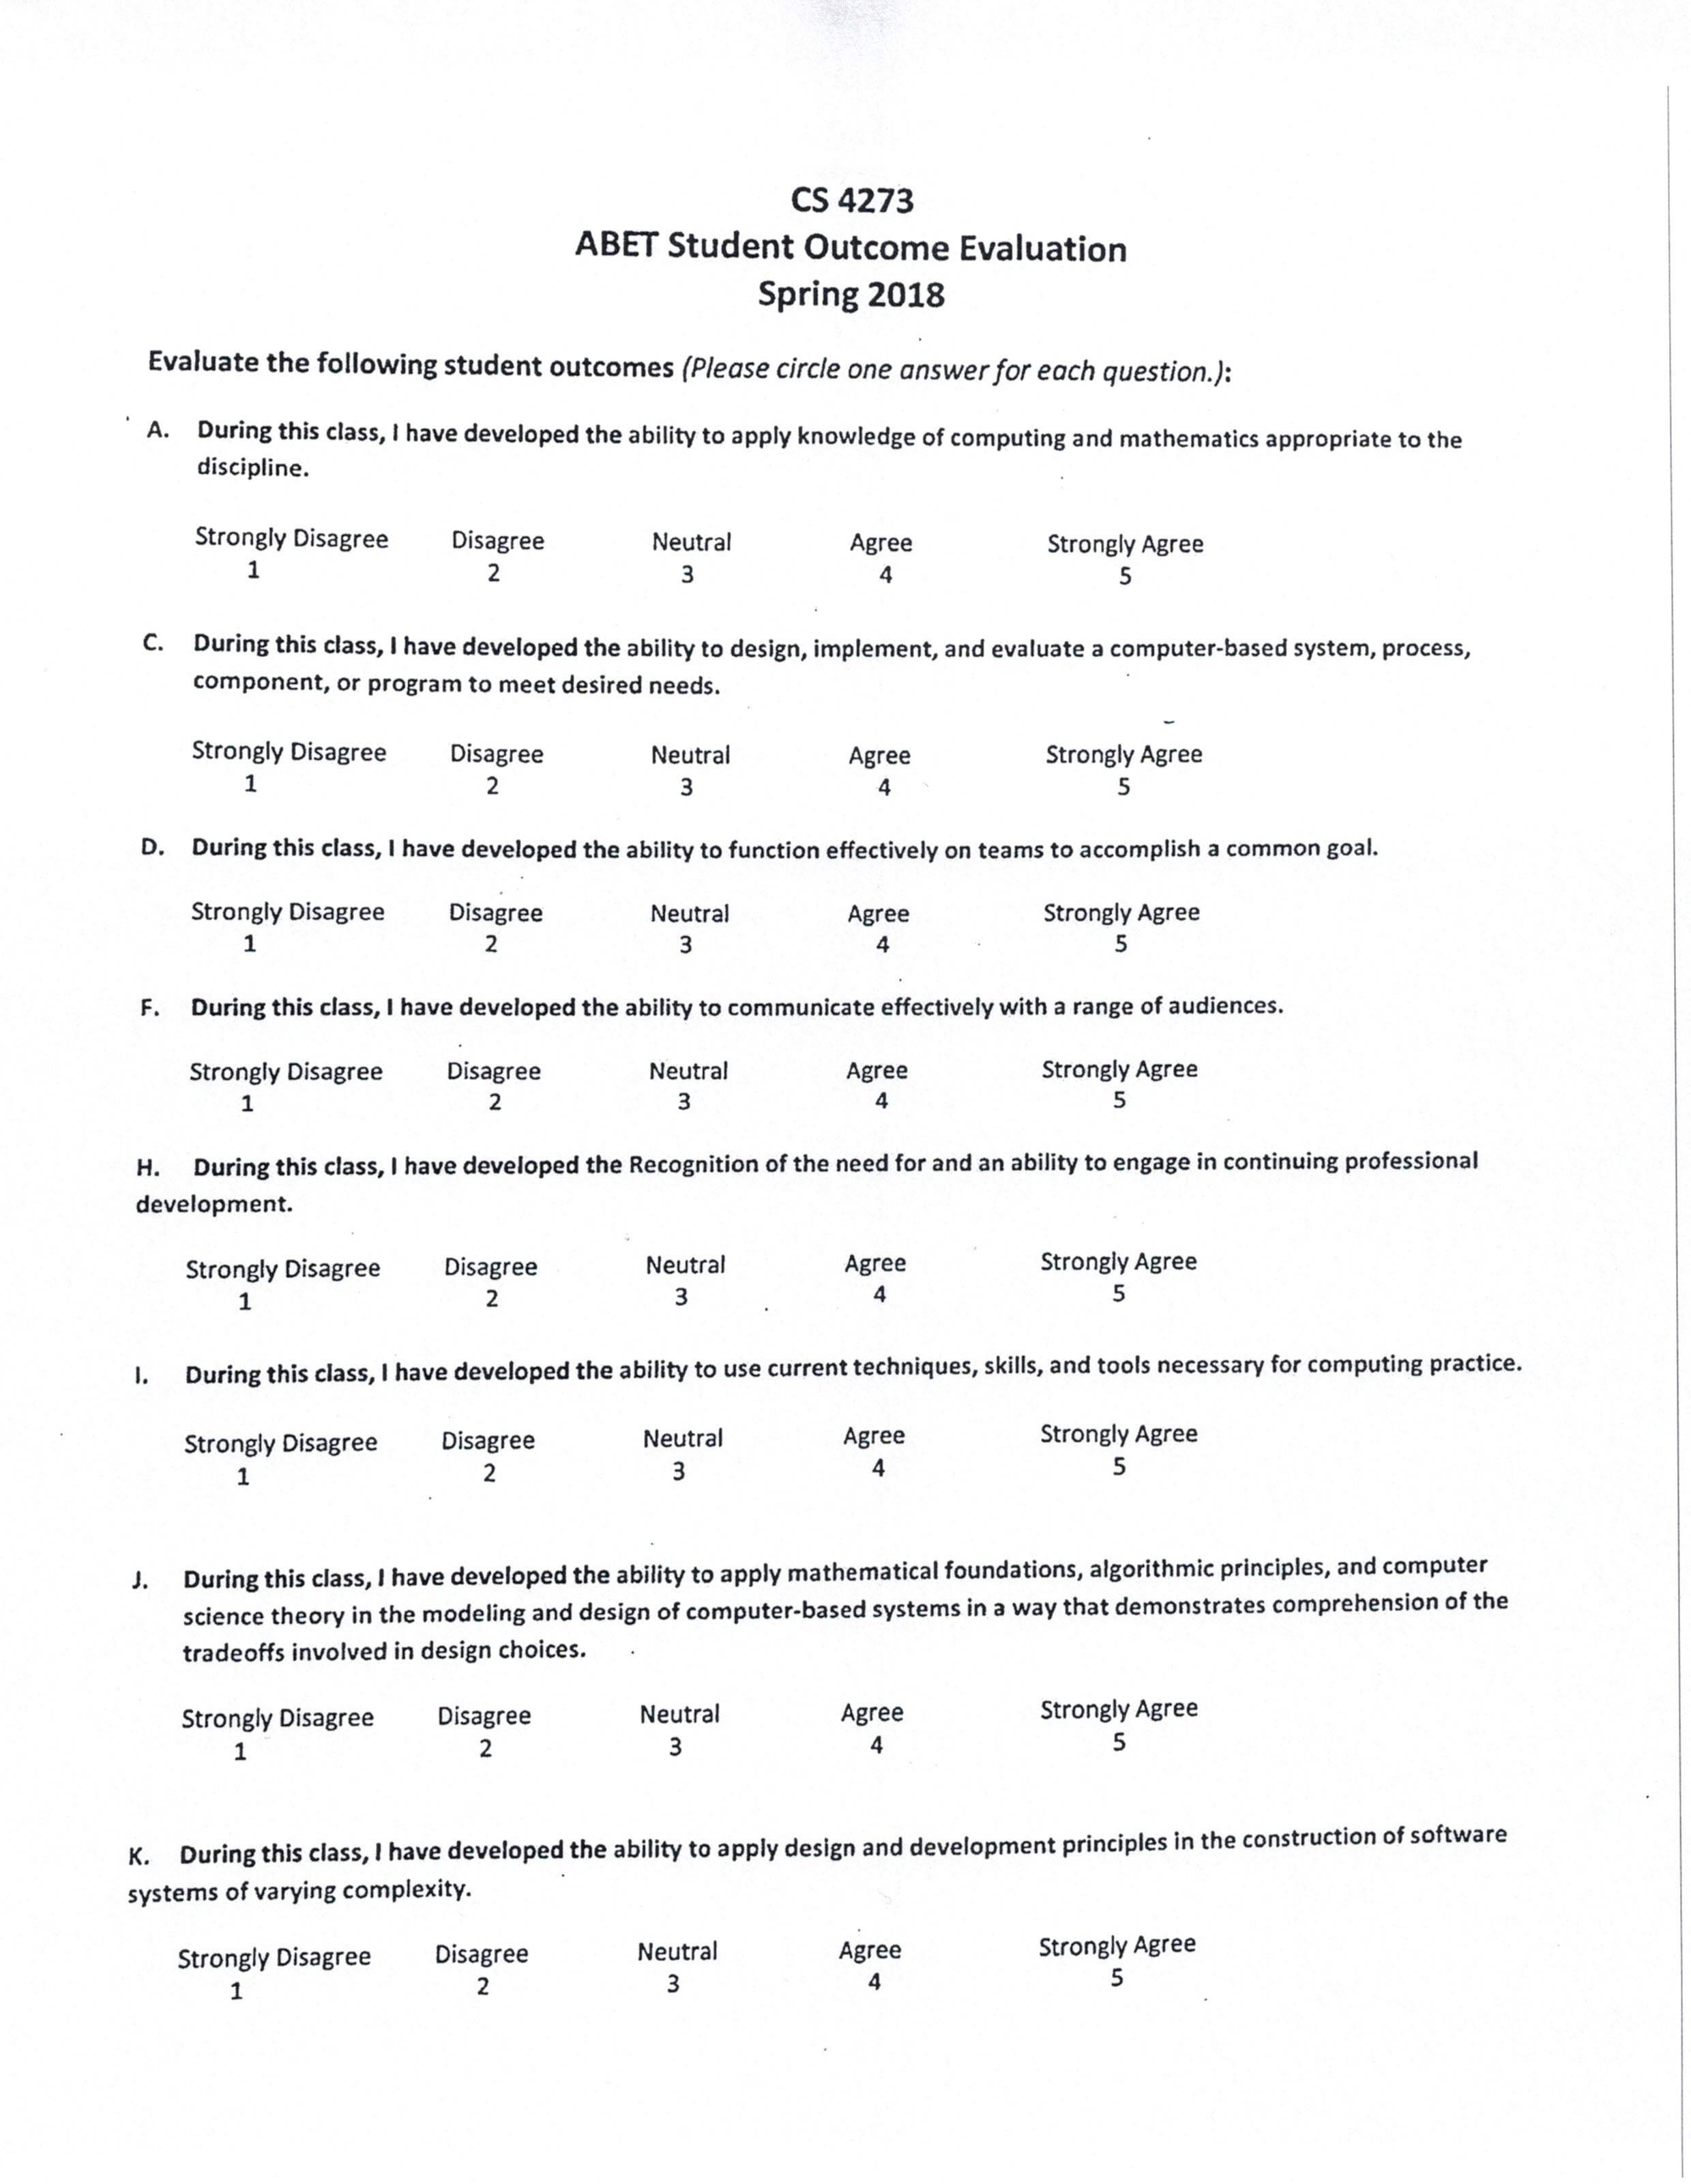 CS 4273
ABET Student Outcome Evaluation
Spring 2018
Evaluate the following student outcomes (Please circle one answer for each question.):
A. During this class, I have developed the ability to apply knowledge of computing and mathematics appropriate to the
discipline.
Strongly Disagree Disagree Neutral Agree Strongly Agree
1 2 3 4 5
C. During this class, I have developed the ability to design, implement, and evaluate a computer-based system, process,
component, or program to meet desired needs.
Strongly Disagree Disagree Neutral Agree Strongly Agree
1 2 3 4 5
D. During this class, I have developed the ability to function effectively on teams to accomplish a common goal.
Strongly Disagree Disagree Neutral Agree Strongly Agree
1 2 3 4 5
F. During this class, I have developed the ability to communicate effectively with a range of audiences.
Strongly Disagree Disagree Neutral Agree Strongly Agree
1 2 3 4 5
H. During this class, I have developed the Recognition of the need for and an ability to engage in continuing professional
development.
Strongly Disagree Disagree Neutral Agree Strongly Agree
1 2 3 4 5
I. During this class, I have developed the ability to use current techniques, skills, and tools necessary for computing practice.
Strongly Disagree Disagree Neutral Agree Strongly Agree
1 2 3 4 5
J. During this class, I have developed the ability to apply mathematical foundations, algorithmic principles, and computer
science theory in the modeling and design of computer-based systems in a way that demonstrates comprehension of the
tradeoffs involved in design choices.
Strongly Disagree Disagree Neutral Agree Strongly Agree
1 2 3 4 5
K. During this class, I have developed the ability to apply design and development principles in the construction of software
systems of varying complexity.
Strongly Disagree Disagree Neutral Agree Strongly Agree
1 2 3 4 5